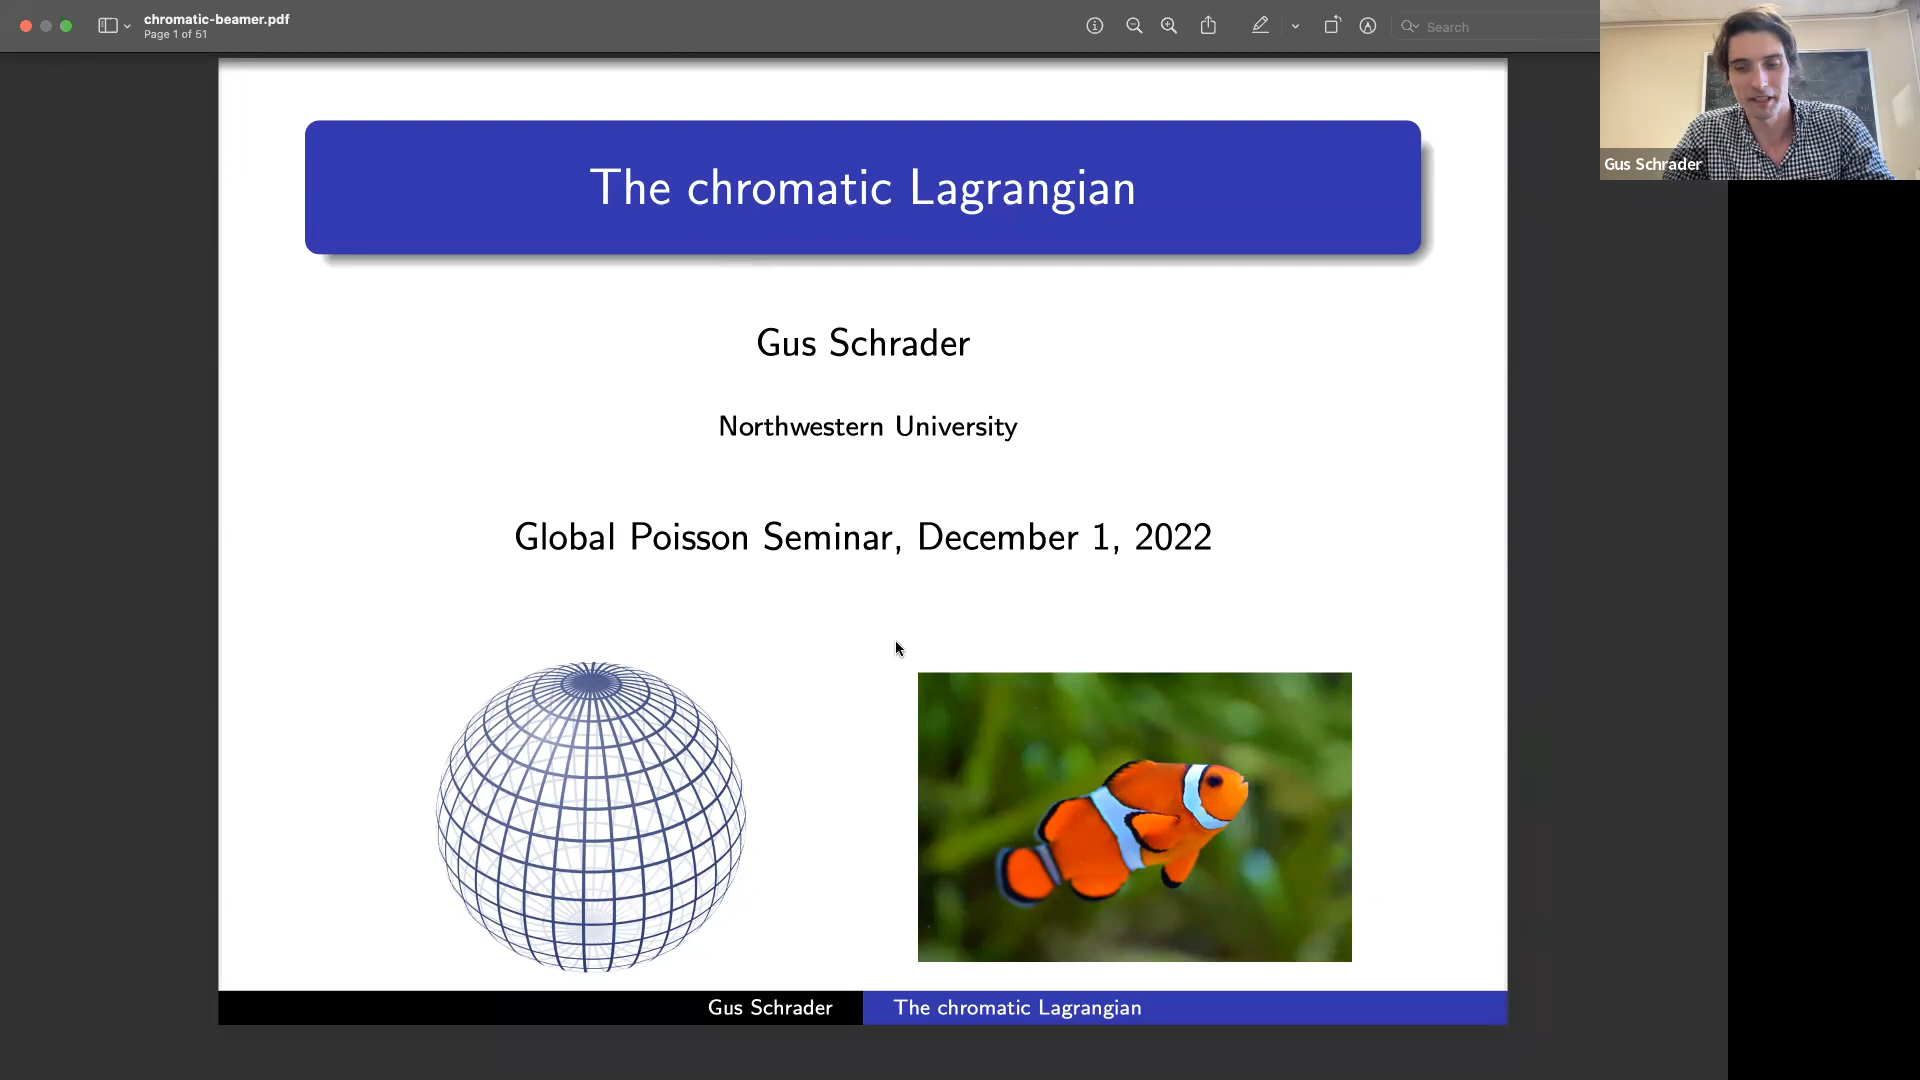 chromatic-beamer.pdf
Page 1 of 51
Search
Gus Schrader
The chromatic Lagrangian
Gus Schrader
Northwestern University
Global Poisson Seminar, December 1, 2022
Gus Schrader
The chromatic Lagrangian